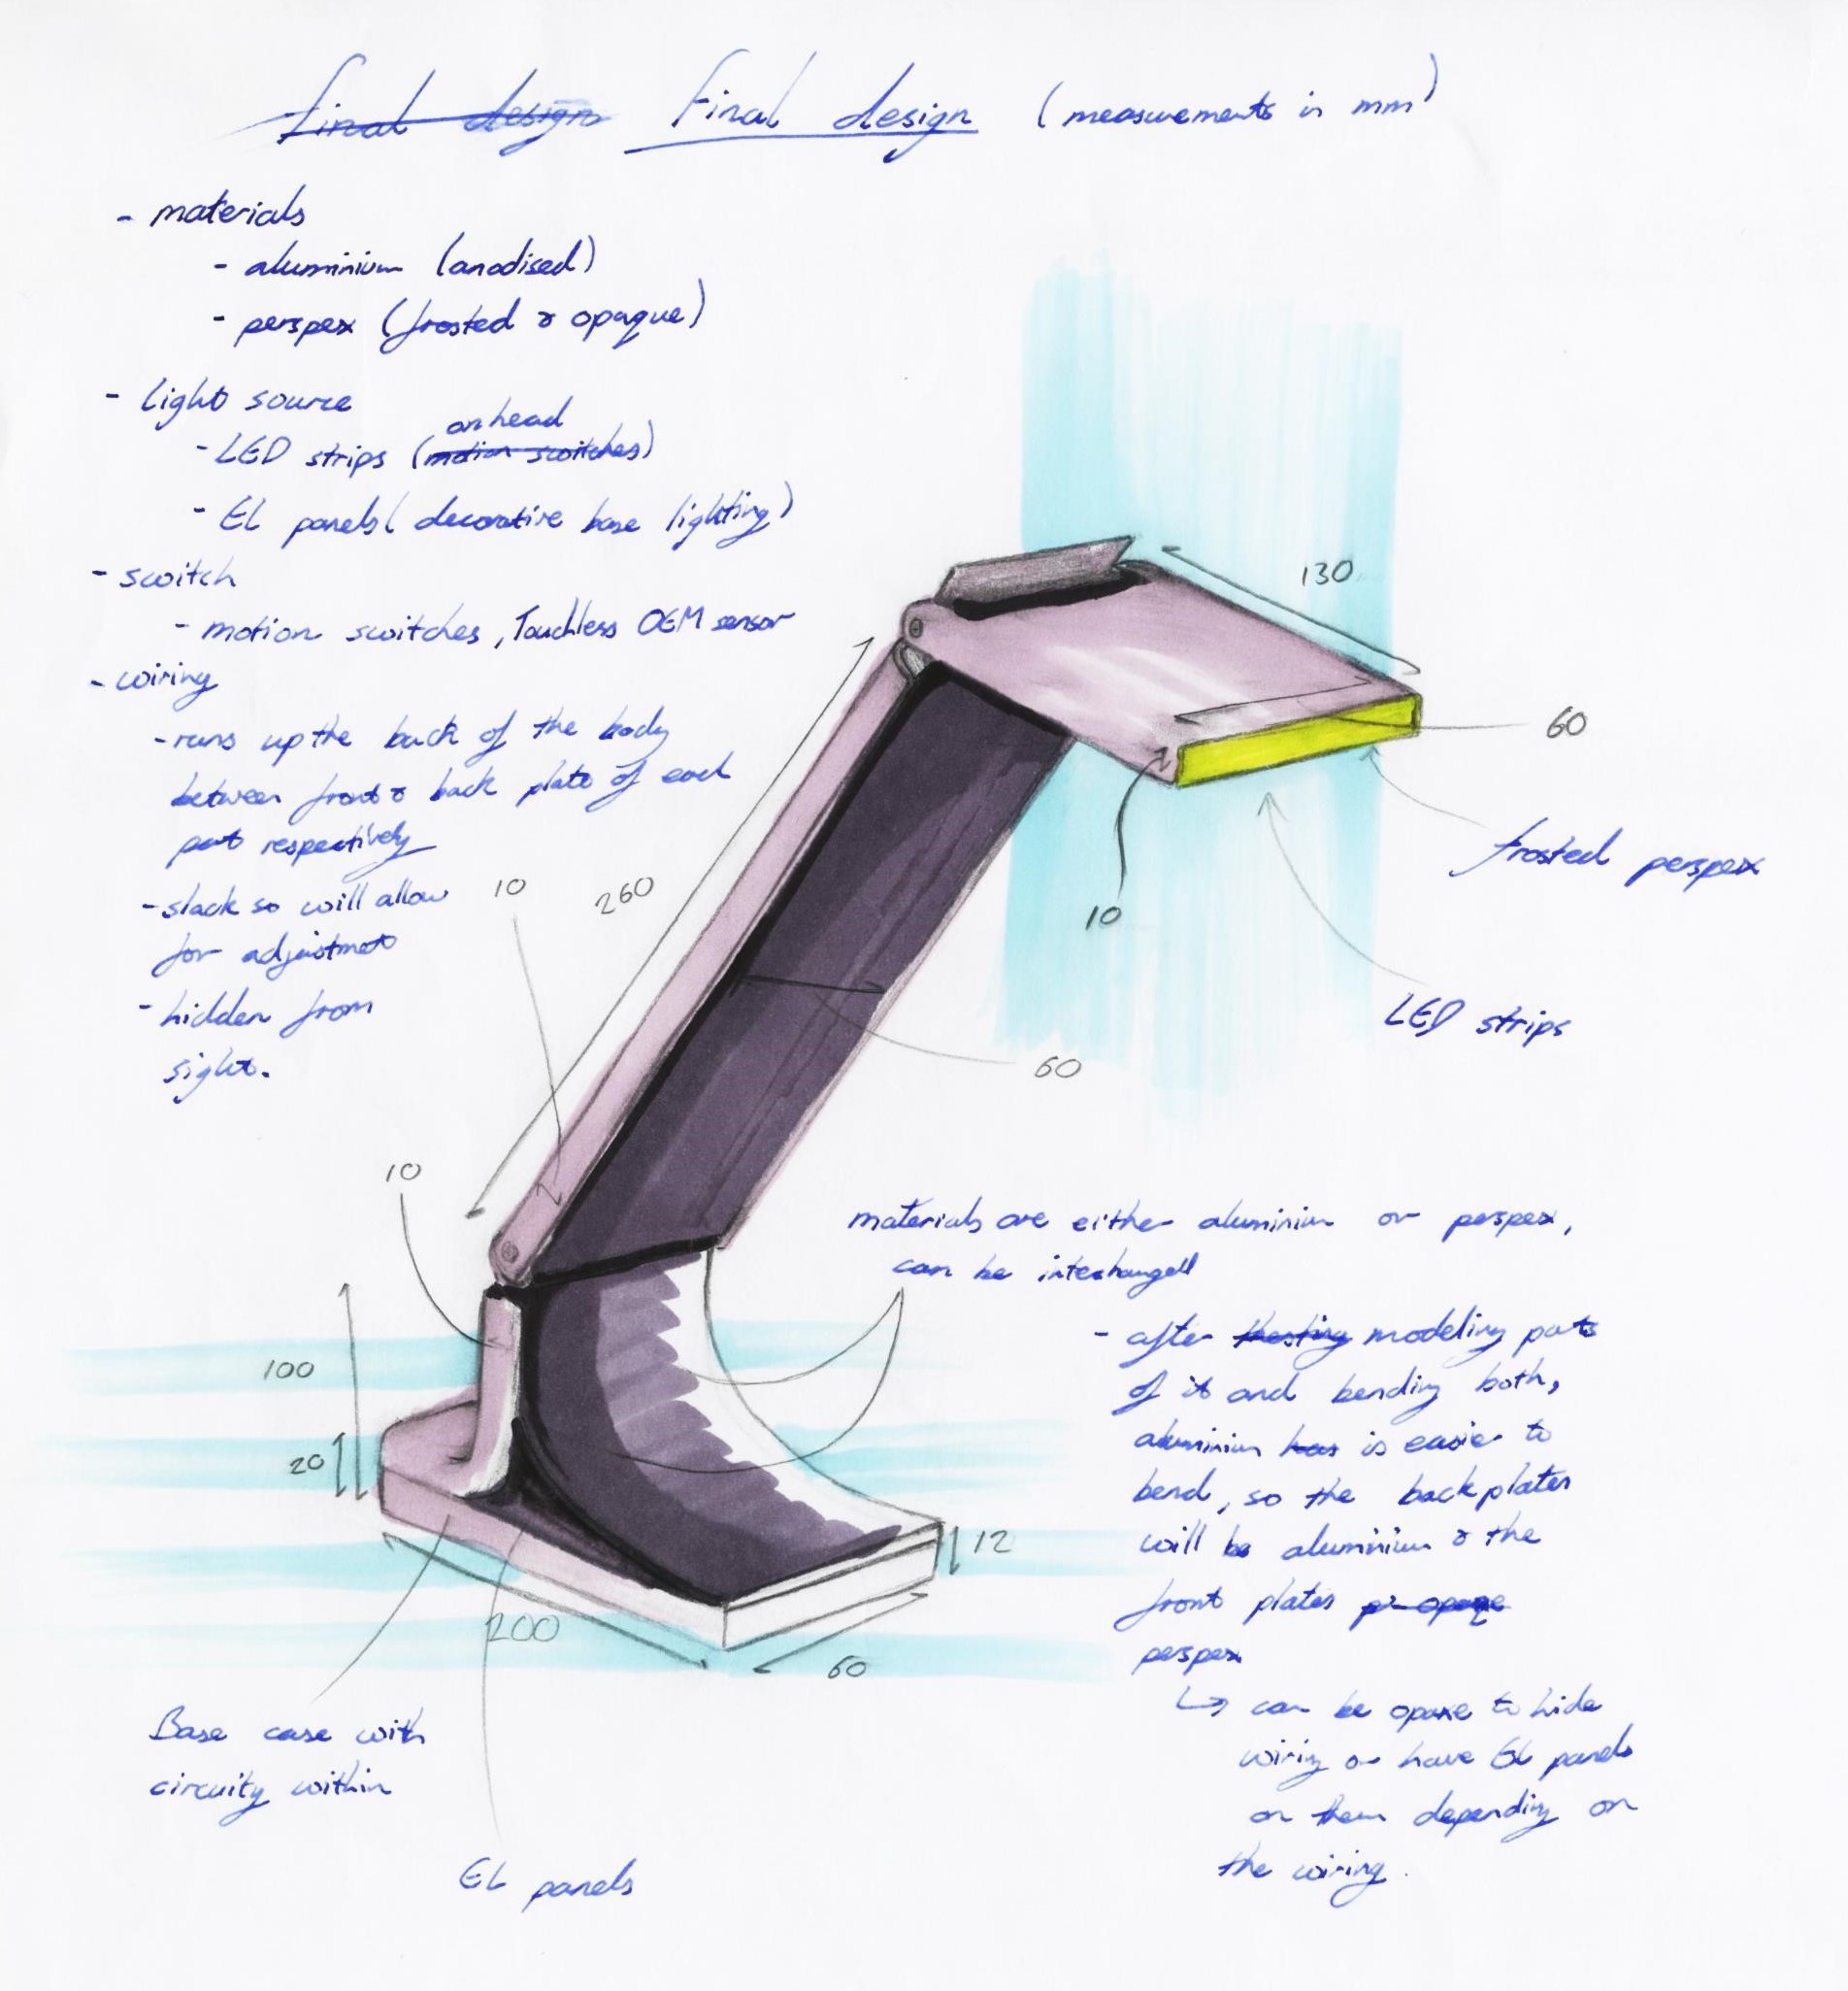 final design Final design (measurements in mm)
- materials
- aluminium (anodised)
- perspex (frosted & opaque)
- light source
on head
- LED strips (motion switches)
- EL panels (decorative base lighting)
- switch
- motion switches, Touchless OEM sensor
- wiring
- runs up the back of the body
between front & back plate of each
part respectively
- slack so will allow
for adjustmet
- hidden from
sight.
130
60
10
frosted perspex
LED strips
10
260
60
10
100
20
200
60
12
materials are either aluminium or perspex,
can be interchanged
- after thesting modeling parts
of it and bending both,
aluminium has is easier to
bend, so the backplates
will be aluminium & the
front plates opaqe
perspex
↳ can be opaxe to hide
wiring or have EL panels
on them depending on
the wiring.
Base case with
circuity within
EL panels